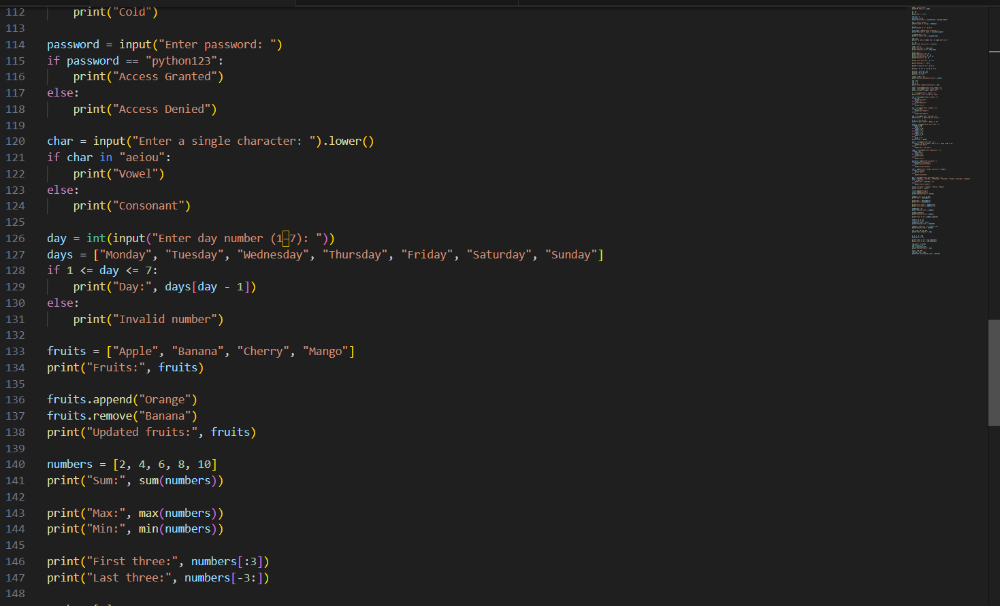 112 print("Cold")
113
114 password = input("Enter password: ")
115 if password == "python123":
116 print("Access Granted")
117 else:
118 print("Access Denied")
119
120 char = input("Enter a single character: ").lower()
121 if char in "aeiou":
122 print("Vowel")
123 else:
124 print("Consonant")
125
126 day = int(input("Enter day number (1–7): "))
127 days = ["Monday", "Tuesday", "Wednesday", "Thursday", "Friday", "Saturday", "Sunday"]
128 if 1 <= day <= 7:
129 print("Day:", days[day - 1])
130 else:
131 print("Invalid number")
132
133 fruits = ["Apple", "Banana", "Cherry", "Mango"]
134 print("Fruits:", fruits)
135
136 fruits.append("Orange")
137 fruits.remove("Banana")
138 print("Updated fruits:", fruits)
139
140 numbers = [2, 4, 6, 8, 10]
141 print("Sum:", sum(numbers))
142
143 print("Max:", max(numbers))
144 print("Min:", min(numbers))
145
146 print("First three:", numbers[:3])
147 print("Last three:", numbers[-3:])
148